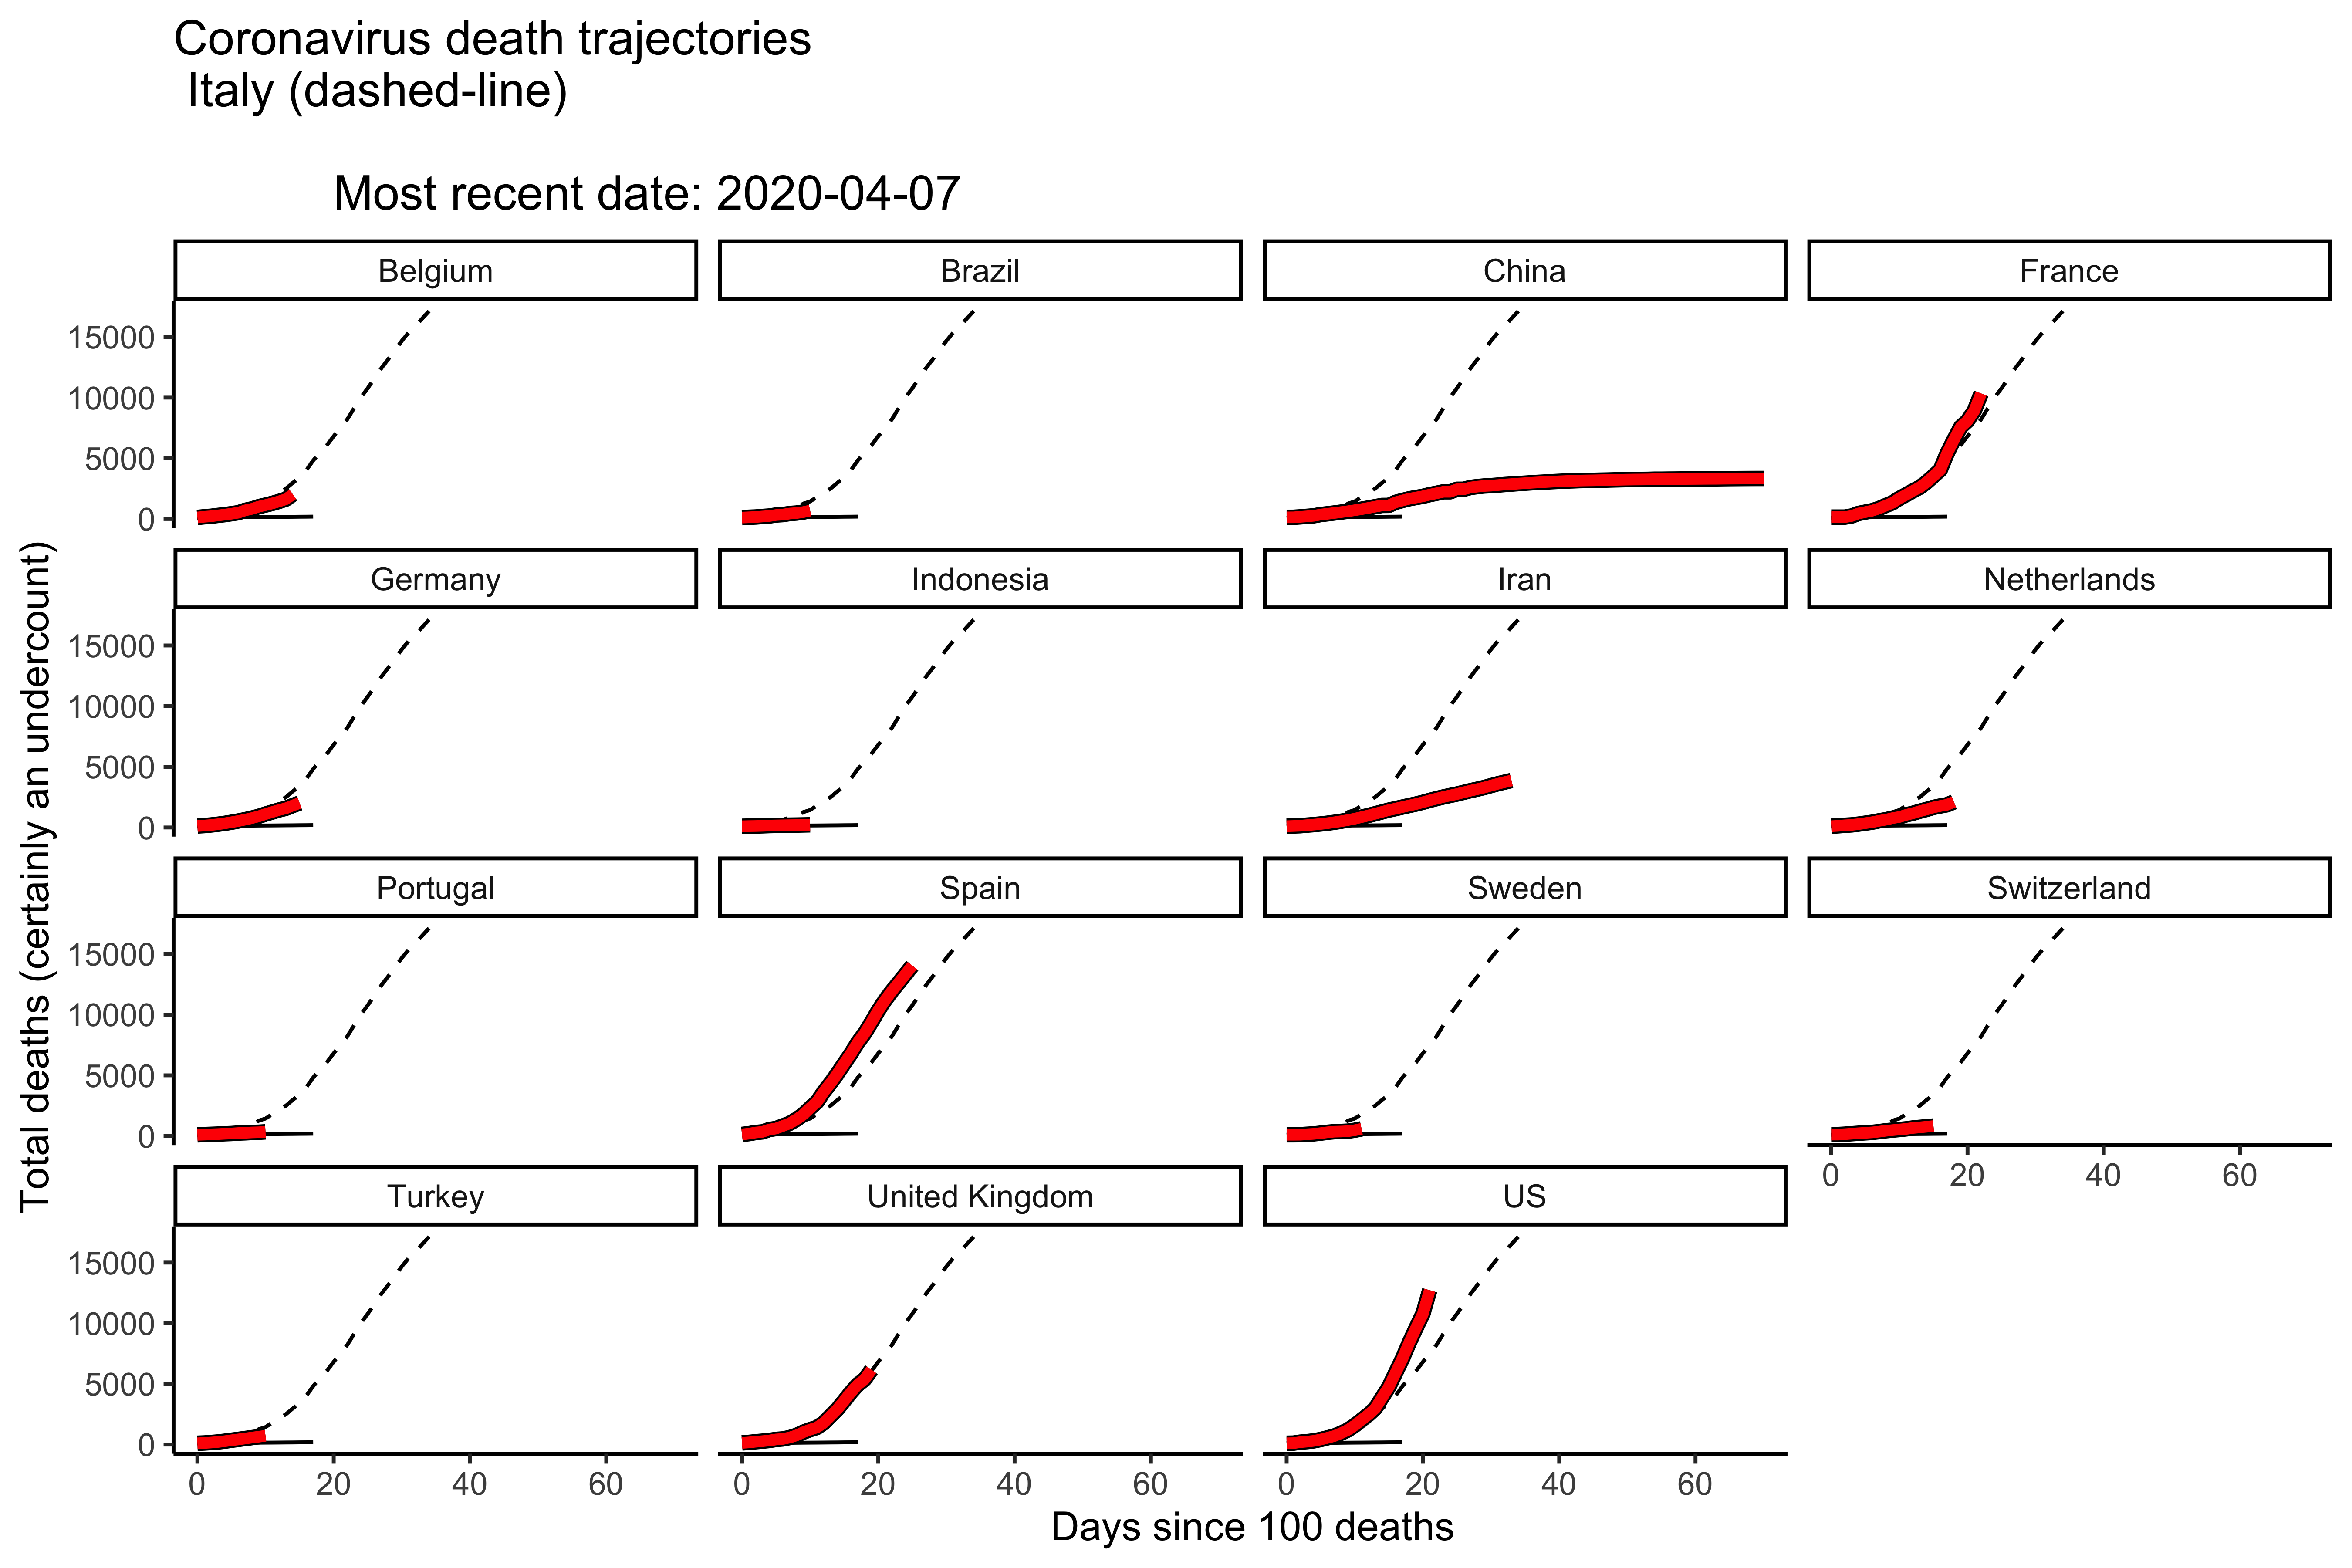 Coronavirus death trajectories
Italy (dashed-line)
Most recent date: 2020-04-07
Total deaths (certainly an undercount)
Belgium
Brazil
China
France
15000
10000
5000
0
Germany
Indonesia
Iran
Netherlands
15000
10000
5000
0
Portugal
Spain
Sweden
Switzerland
15000
10000
5000
0
0 20 40 60
Turkey
United Kingdom
US
15000
10000
5000
0
0 20 40 60
0 20 40 60
0 20 40 60
Days since 100 deaths